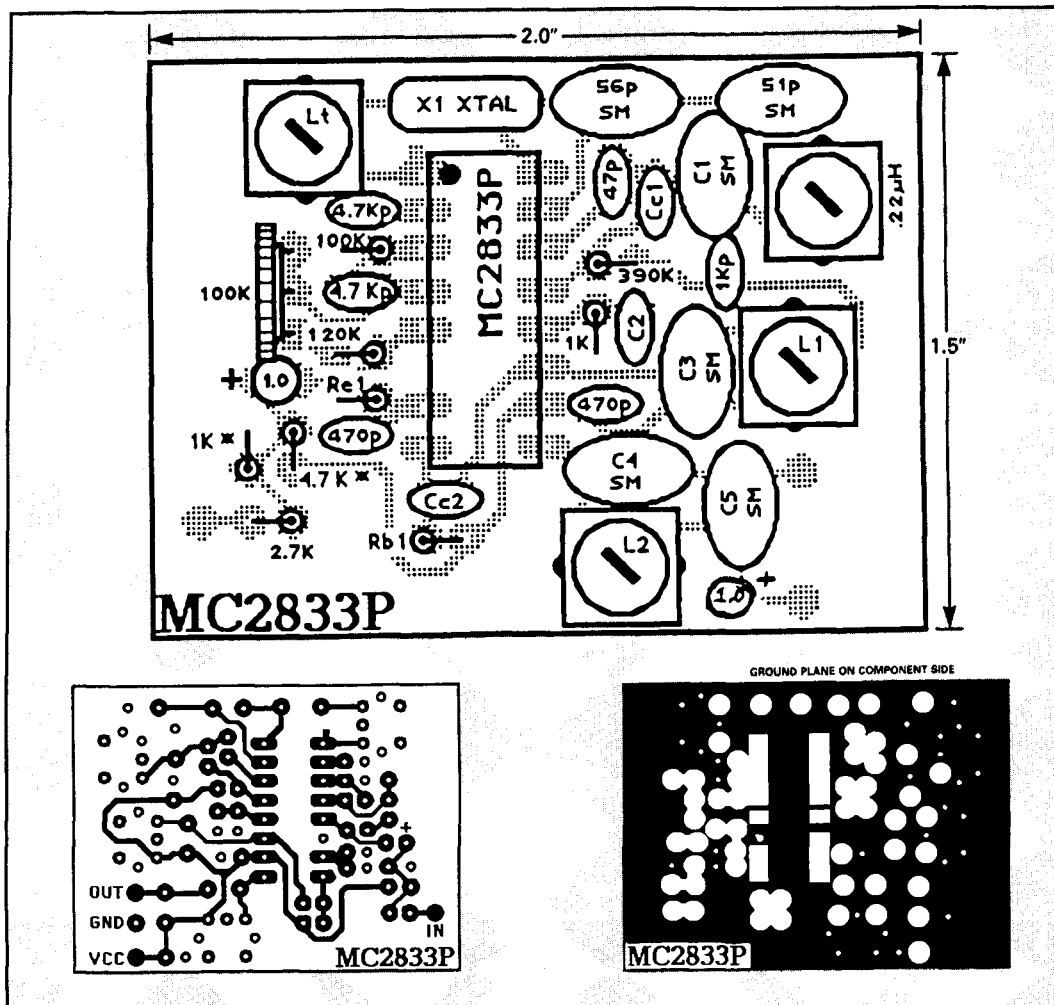 2.0"
Lt
X1 XTAL
56p
SM
51p
SM
MC2833P
47p
Cc1
C1
SM
.22µH
4.7Kp
100K
4.7Kp
100K
120K
390K
1Kp
1K
C2
C3
SM
L1
1.5"
+
1.0
Re1
470p
470p
1K *
4.7K *
C4
SM
C5
SM
Cc2
Rb1
2.7K
L2
1.0
+
MC2833P
GROUND PLANE ON COMPONENT SIDE
+
OUT
GND
VCC
IN
MC2833P
MC2833P